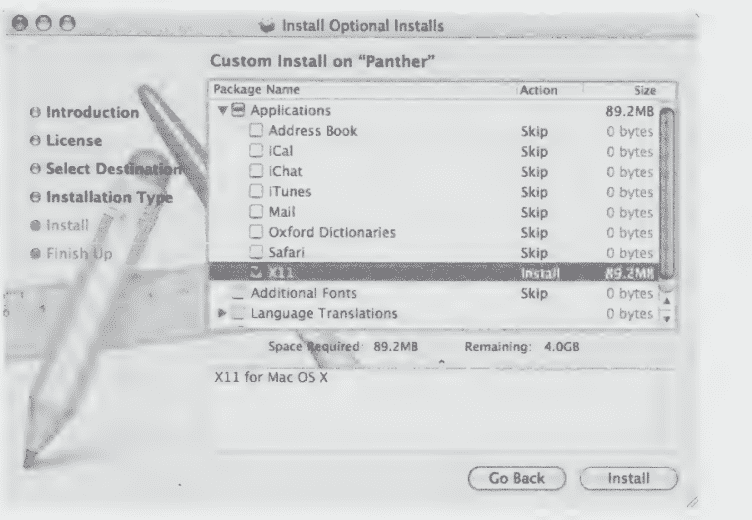 Install Optional Installs
Custom Install on “Panther”
Introduction
License
Select Destination
Installation Type
Install
Finish Up
Package Name Action Size
Applications 89.2MB
Address Book Skip 0 bytes
iCal Skip 0 bytes
iChat Skip 0 bytes
iTunes Skip 0 bytes
Mail Skip 0 bytes
Oxford Dictionaries Skip 0 bytes
Safari Skip 0 bytes
X11 Install 89.2MB
Additional Fonts Skip 0 bytes
Language Translations 0 bytes
Space Required: 89.2MB Remaining: 4.0GB
X11 for Mac OS X
Go Back Install